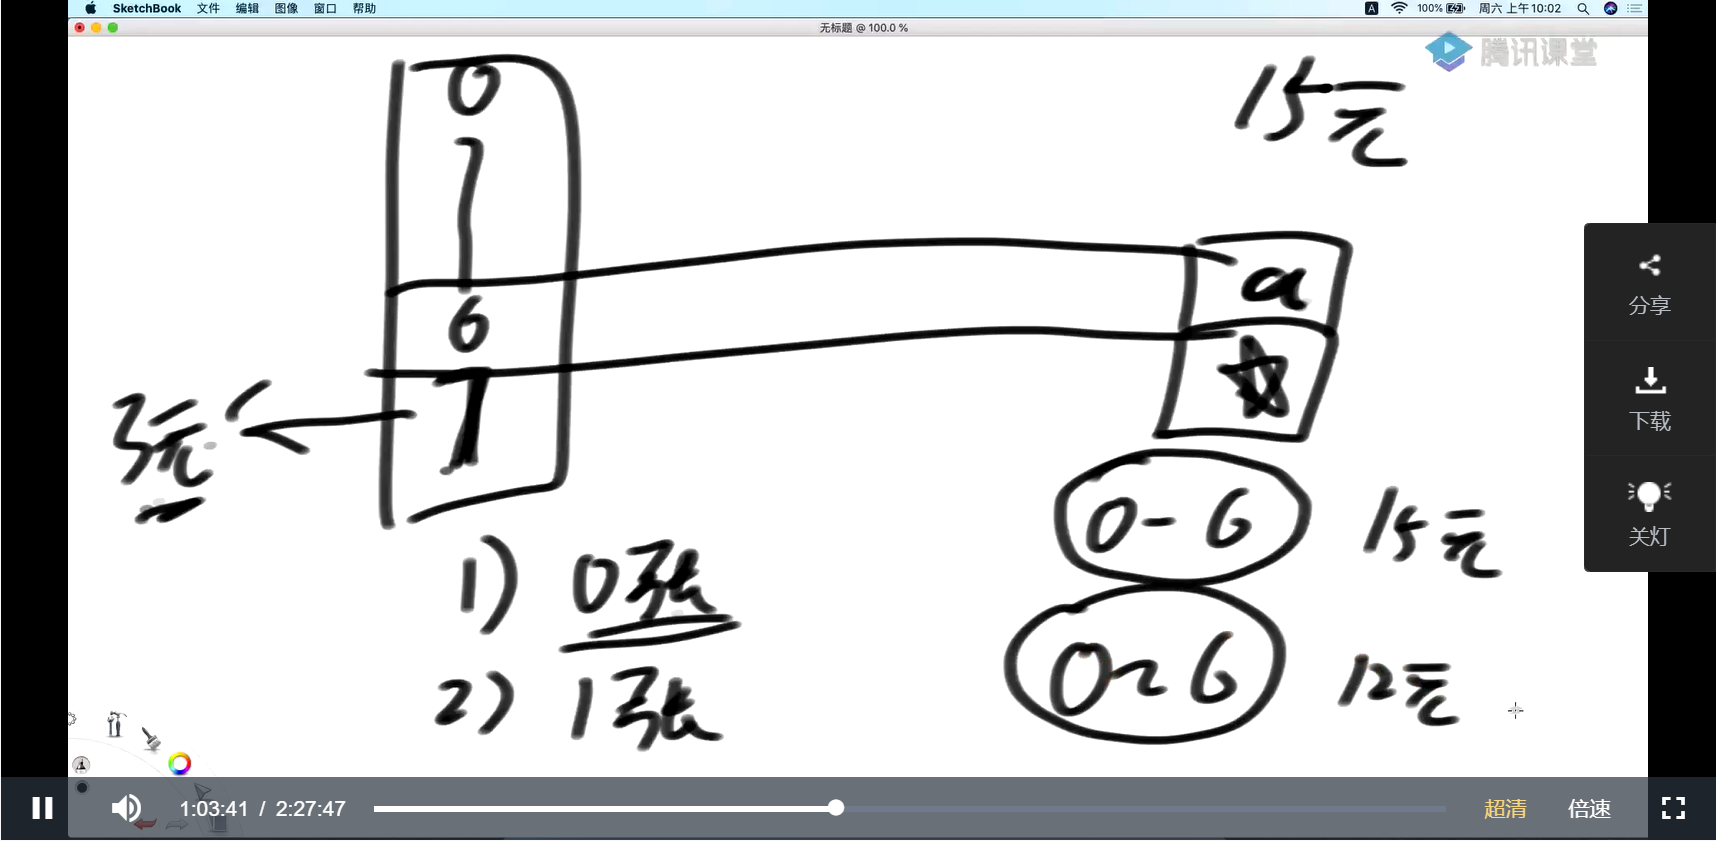 SketchBook 文件 编辑 图像 窗口 帮助
A 100% 周六 上午10:02
无标题 @ 100.0 %
腾讯课堂
15元
0
6
a
7
3元
0-6 15元
1) 0张
0~6 12元
2) 1张
分享
下载
关灯
1:03:41 / 2:27:47
超清 倍速